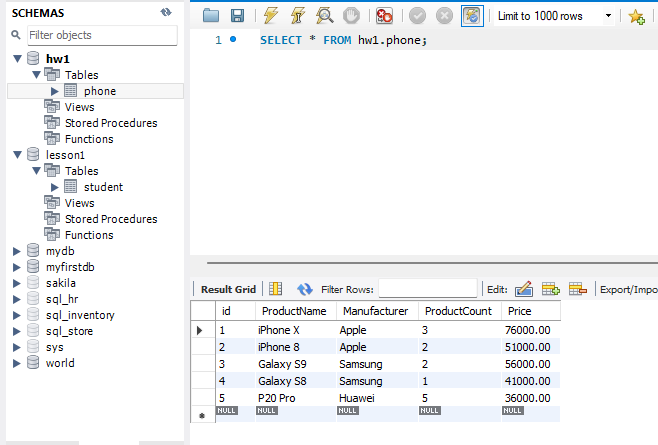 SCHEMAS
Filter objects
hw1
Tables
phone
Views
Stored Procedures
Functions
lesson1
Tables
student
Views
Stored Procedures
Functions
mydb
myfirstdb
sakila
sql_hr
sql_inventory
sql_store
sys
world
Limit to 1000 rows
1 SELECT * FROM hw1.phone;
Result Grid Filter Rows: Edit: Export/Impo
id ProductName Manufacturer ProductCount Price
1 iPhone X Apple 3 76000.00
2 iPhone 8 Apple 2 51000.00
3 Galaxy S9 Samsung 2 56000.00
4 Galaxy S8 Samsung 1 41000.00
5 P20 Pro Huawei 5 36000.00
NULL NULL NULL NULL NULL